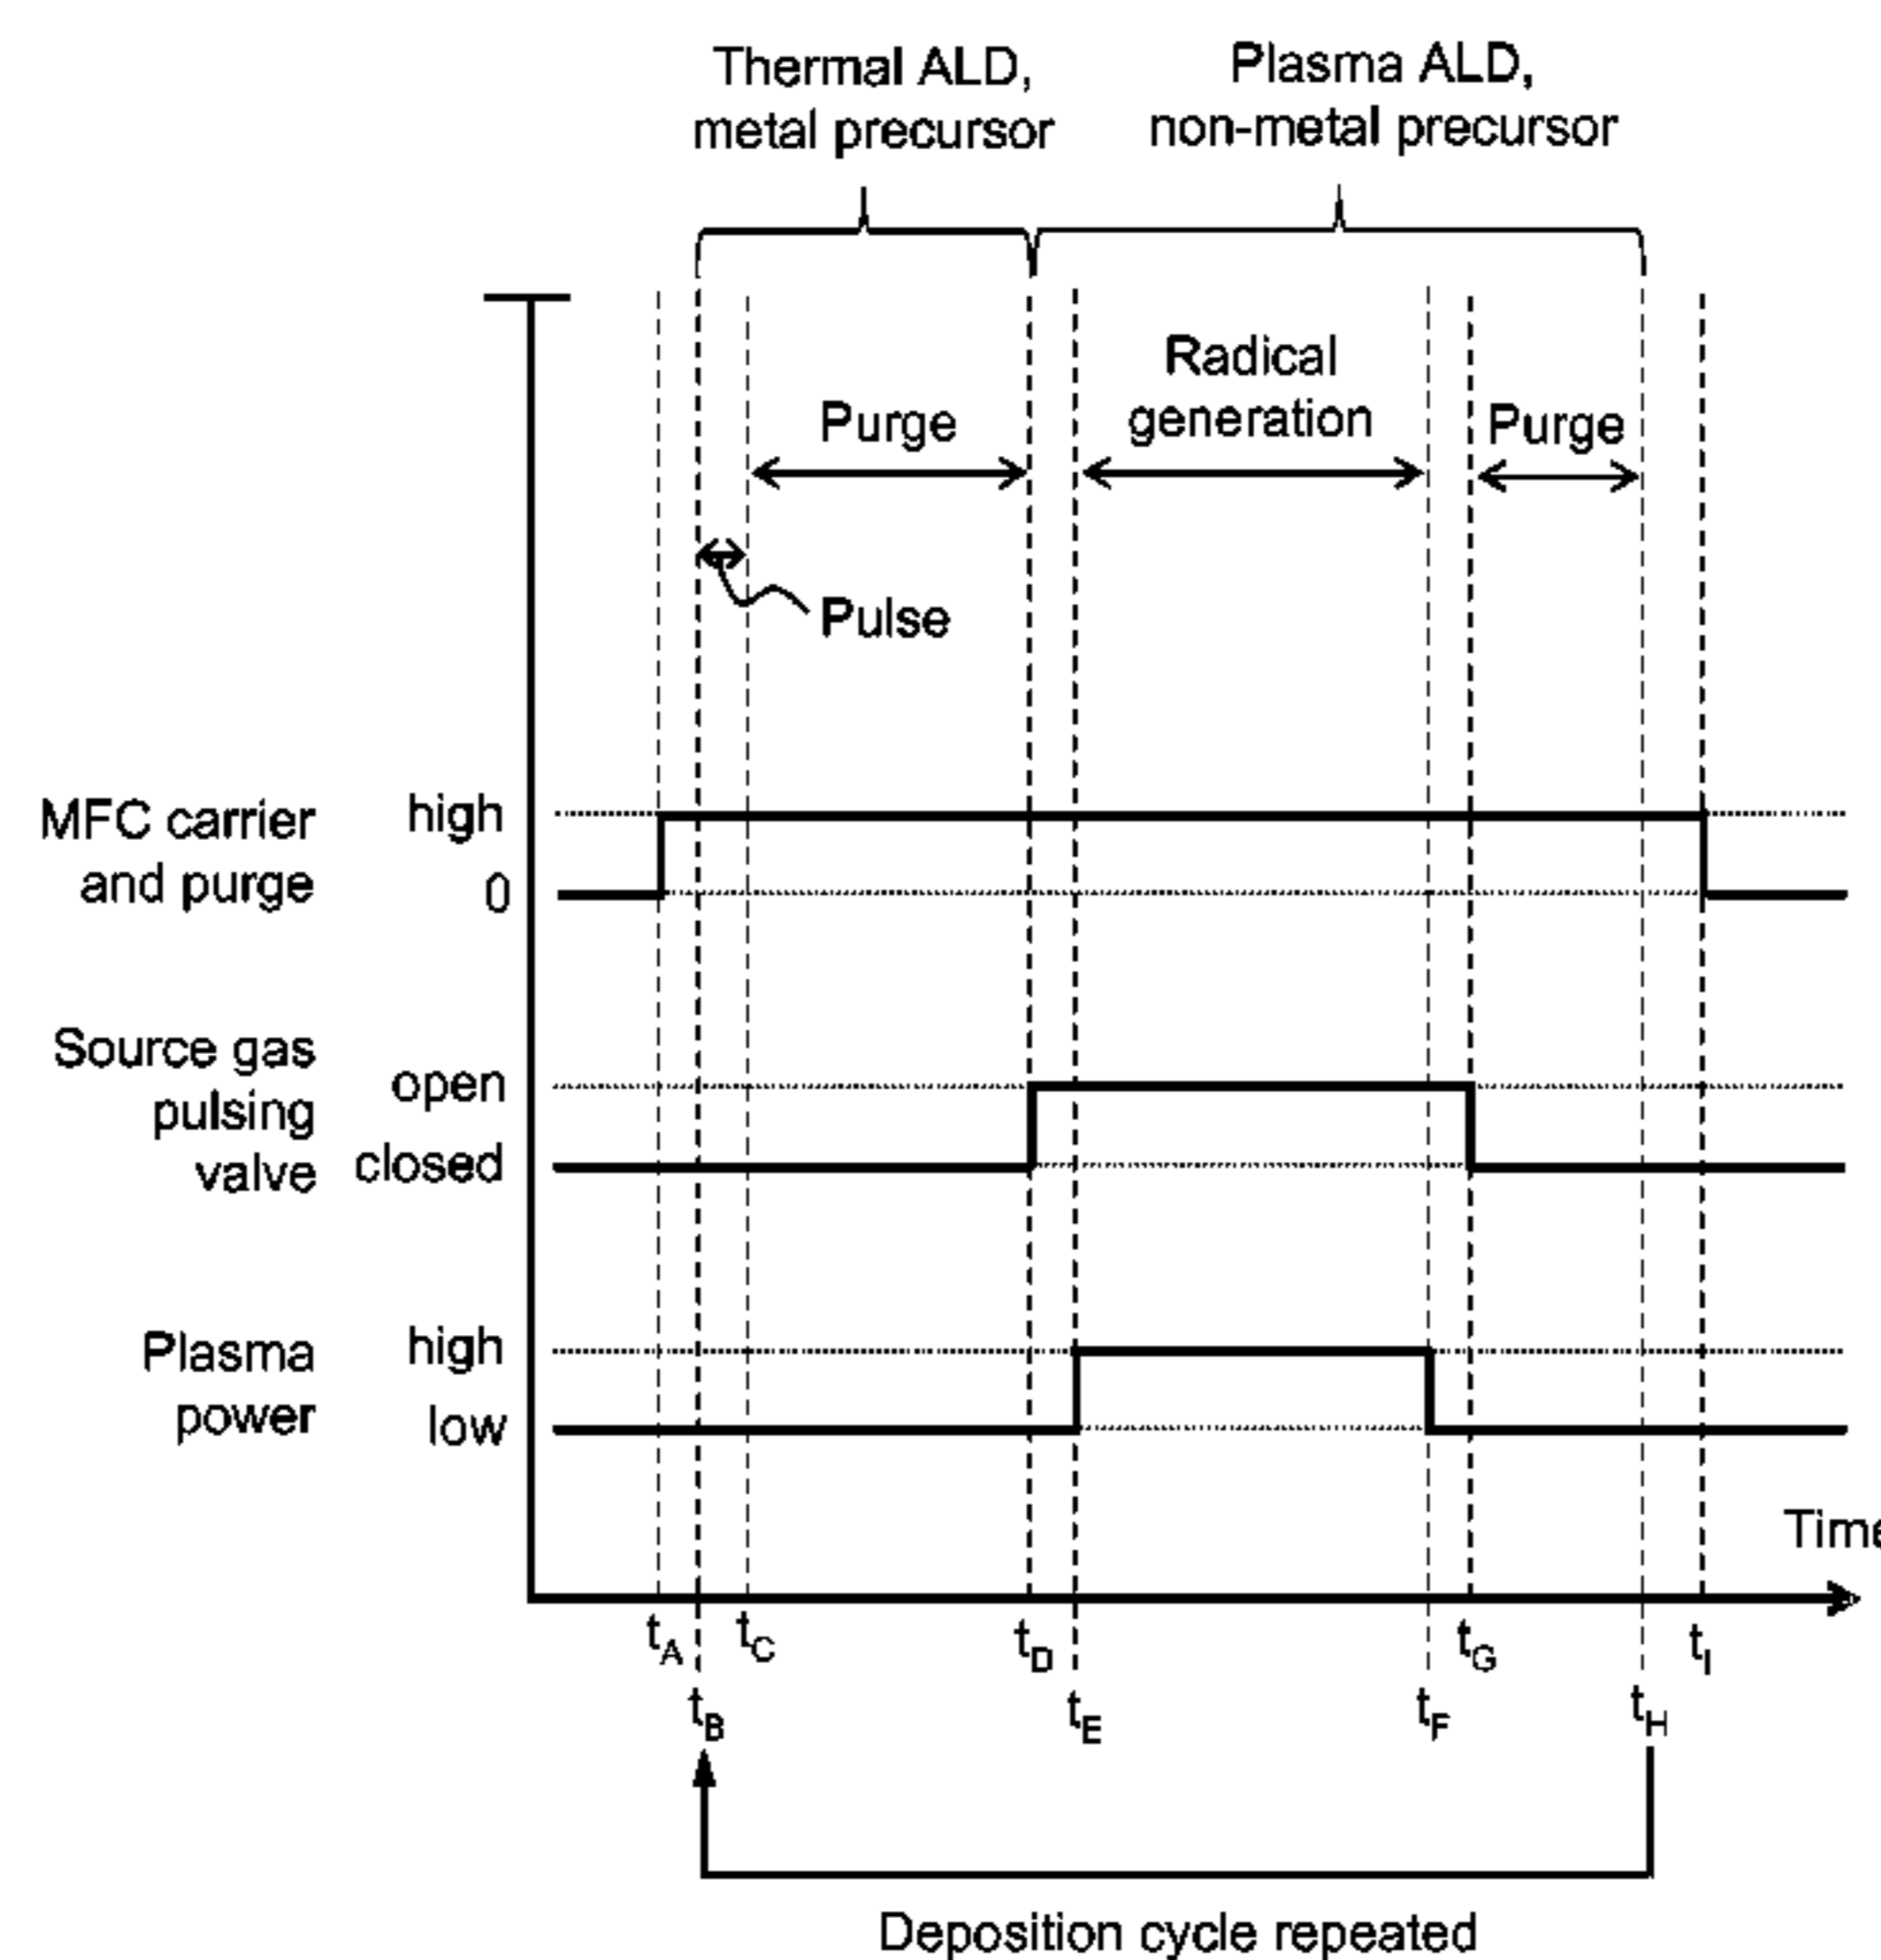 Thermal ALD,
metal precursor
Plasma ALD,
non-metal precursor
Radical
generation
Purge
Purge
Pulse
MFC carrier
and purge
high
0
Source gas
pulsing
valve
open
closed
Plasma
power
high
low
Time
tA
tC
tD
tG
tI
tB
tE
tF
tH
Deposition cycle repeated